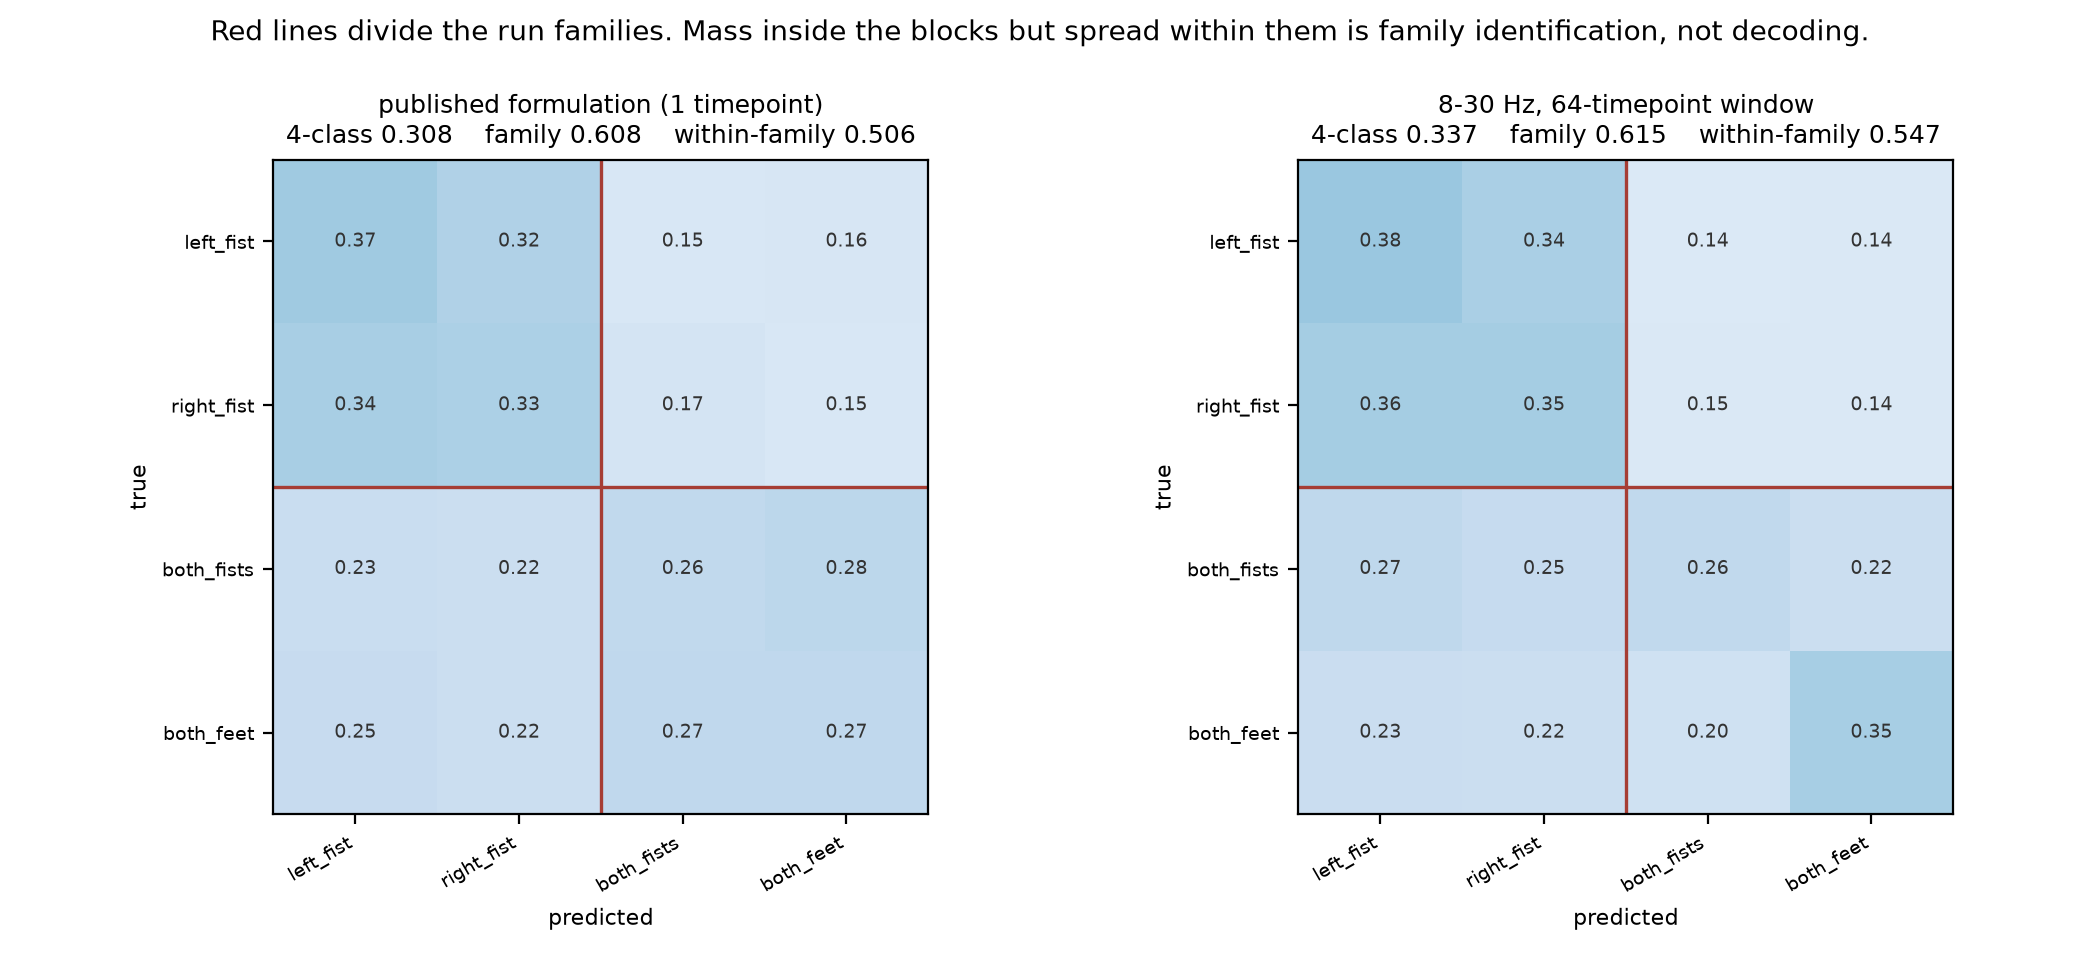 Red lines divide the run families. Mass inside the blocks but spread within them is family identification, not decoding.
published formulation (1 timepoint)
4-class 0.308 family 0.608 within-family 0.506
left_fist 0.37 0.32 0.15 0.16
right_fist 0.34 0.33 0.17 0.15
both_fists 0.23 0.22 0.26 0.28
both_feet 0.25 0.22 0.27 0.27
true
left_fist right_fist both_fists both_feet
predicted
8-30 Hz, 64-timepoint window
4-class 0.337 family 0.615 within-family 0.547
left_fist 0.38 0.34 0.14 0.14
right_fist 0.36 0.35 0.15 0.14
both_fists 0.27 0.25 0.26 0.22
both_feet 0.23 0.22 0.20 0.35
true
left_fist right_fist both_fists both_feet
predicted